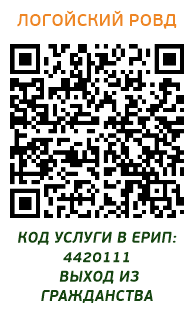 ЛОГОЙСКИЙ РОВД
КОД УСЛУГИ В ЕРИП:
4420111
ВЫХОД ИЗ
ГРАЖДАНСТВА